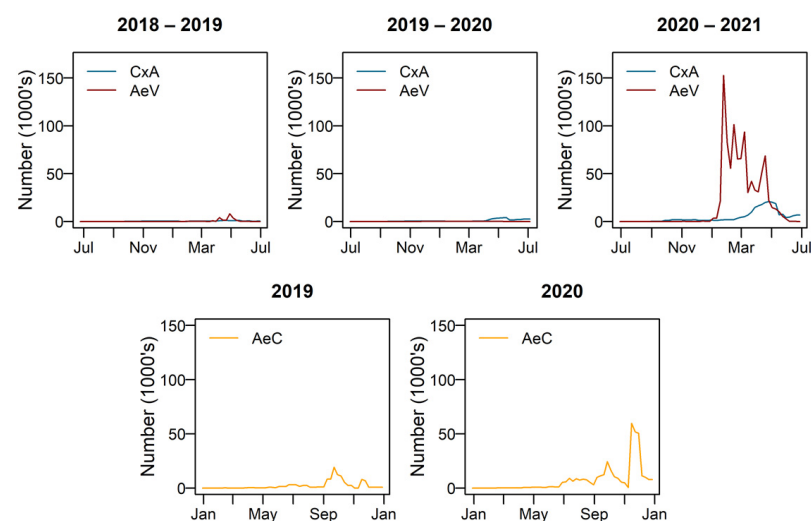 2018 – 2019
Number (1000's)
150
100
50
0
CxA
AeV
Jul Nov Mar Jul
2019 – 2020
Number (1000's)
150
100
50
0
CxA
AeV
Jul Nov Mar Jul
2020 – 2021
Number (1000's)
150
100
50
0
CxA
AeV
Jul Nov Mar Jul
2019
Number (1000's)
150
100
50
0
AeC
Jan May Sep Jan
2020
Number (1000's)
150
100
50
0
AeC
Jan May Sep Jan